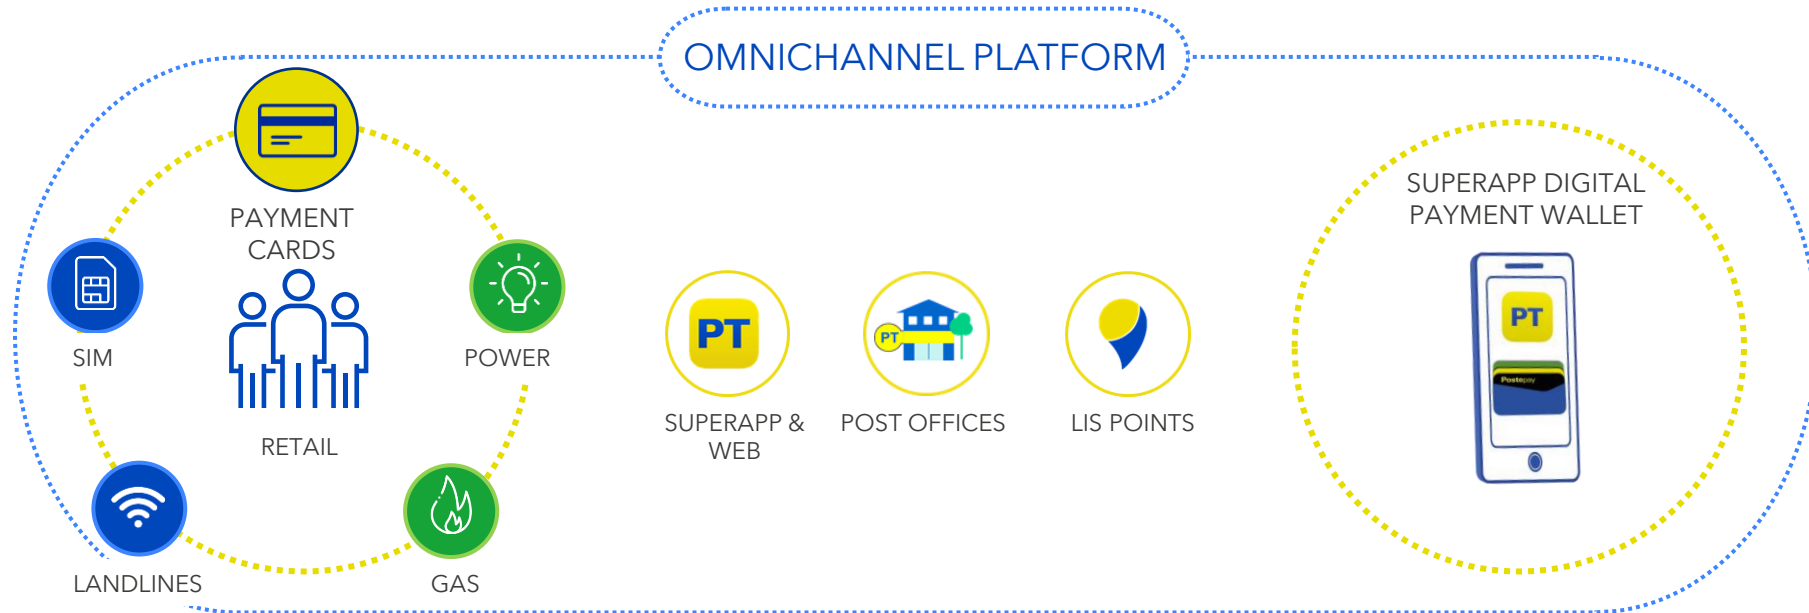 OMNICHANNEL PLATFORM
PAYMENT
CARDS
SIM
POWER
RETAIL
LANDLINES
GAS
PT
SUPERAPP &
WEB
PT
POST OFFICES
LIS POINTS
SUPERAPP DIGITAL
PAYMENT WALLET
PT
Postepay